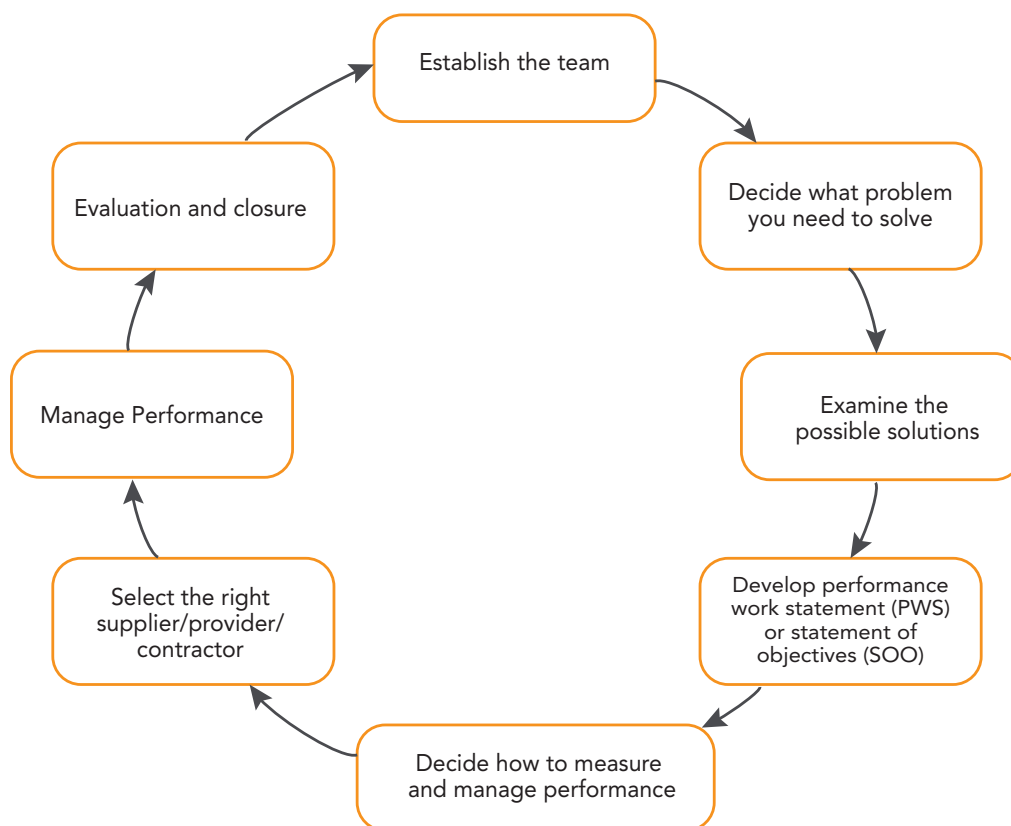 Establish the team
Decide what problem
you need to solve
Examine the
possible solutions
Develop performance
work statement (PWS)
or statement of
objectives (SOO)
Decide how to measure
and manage performance
Select the right
supplier/provider/
contractor
Manage Performance
Evaluation and closure